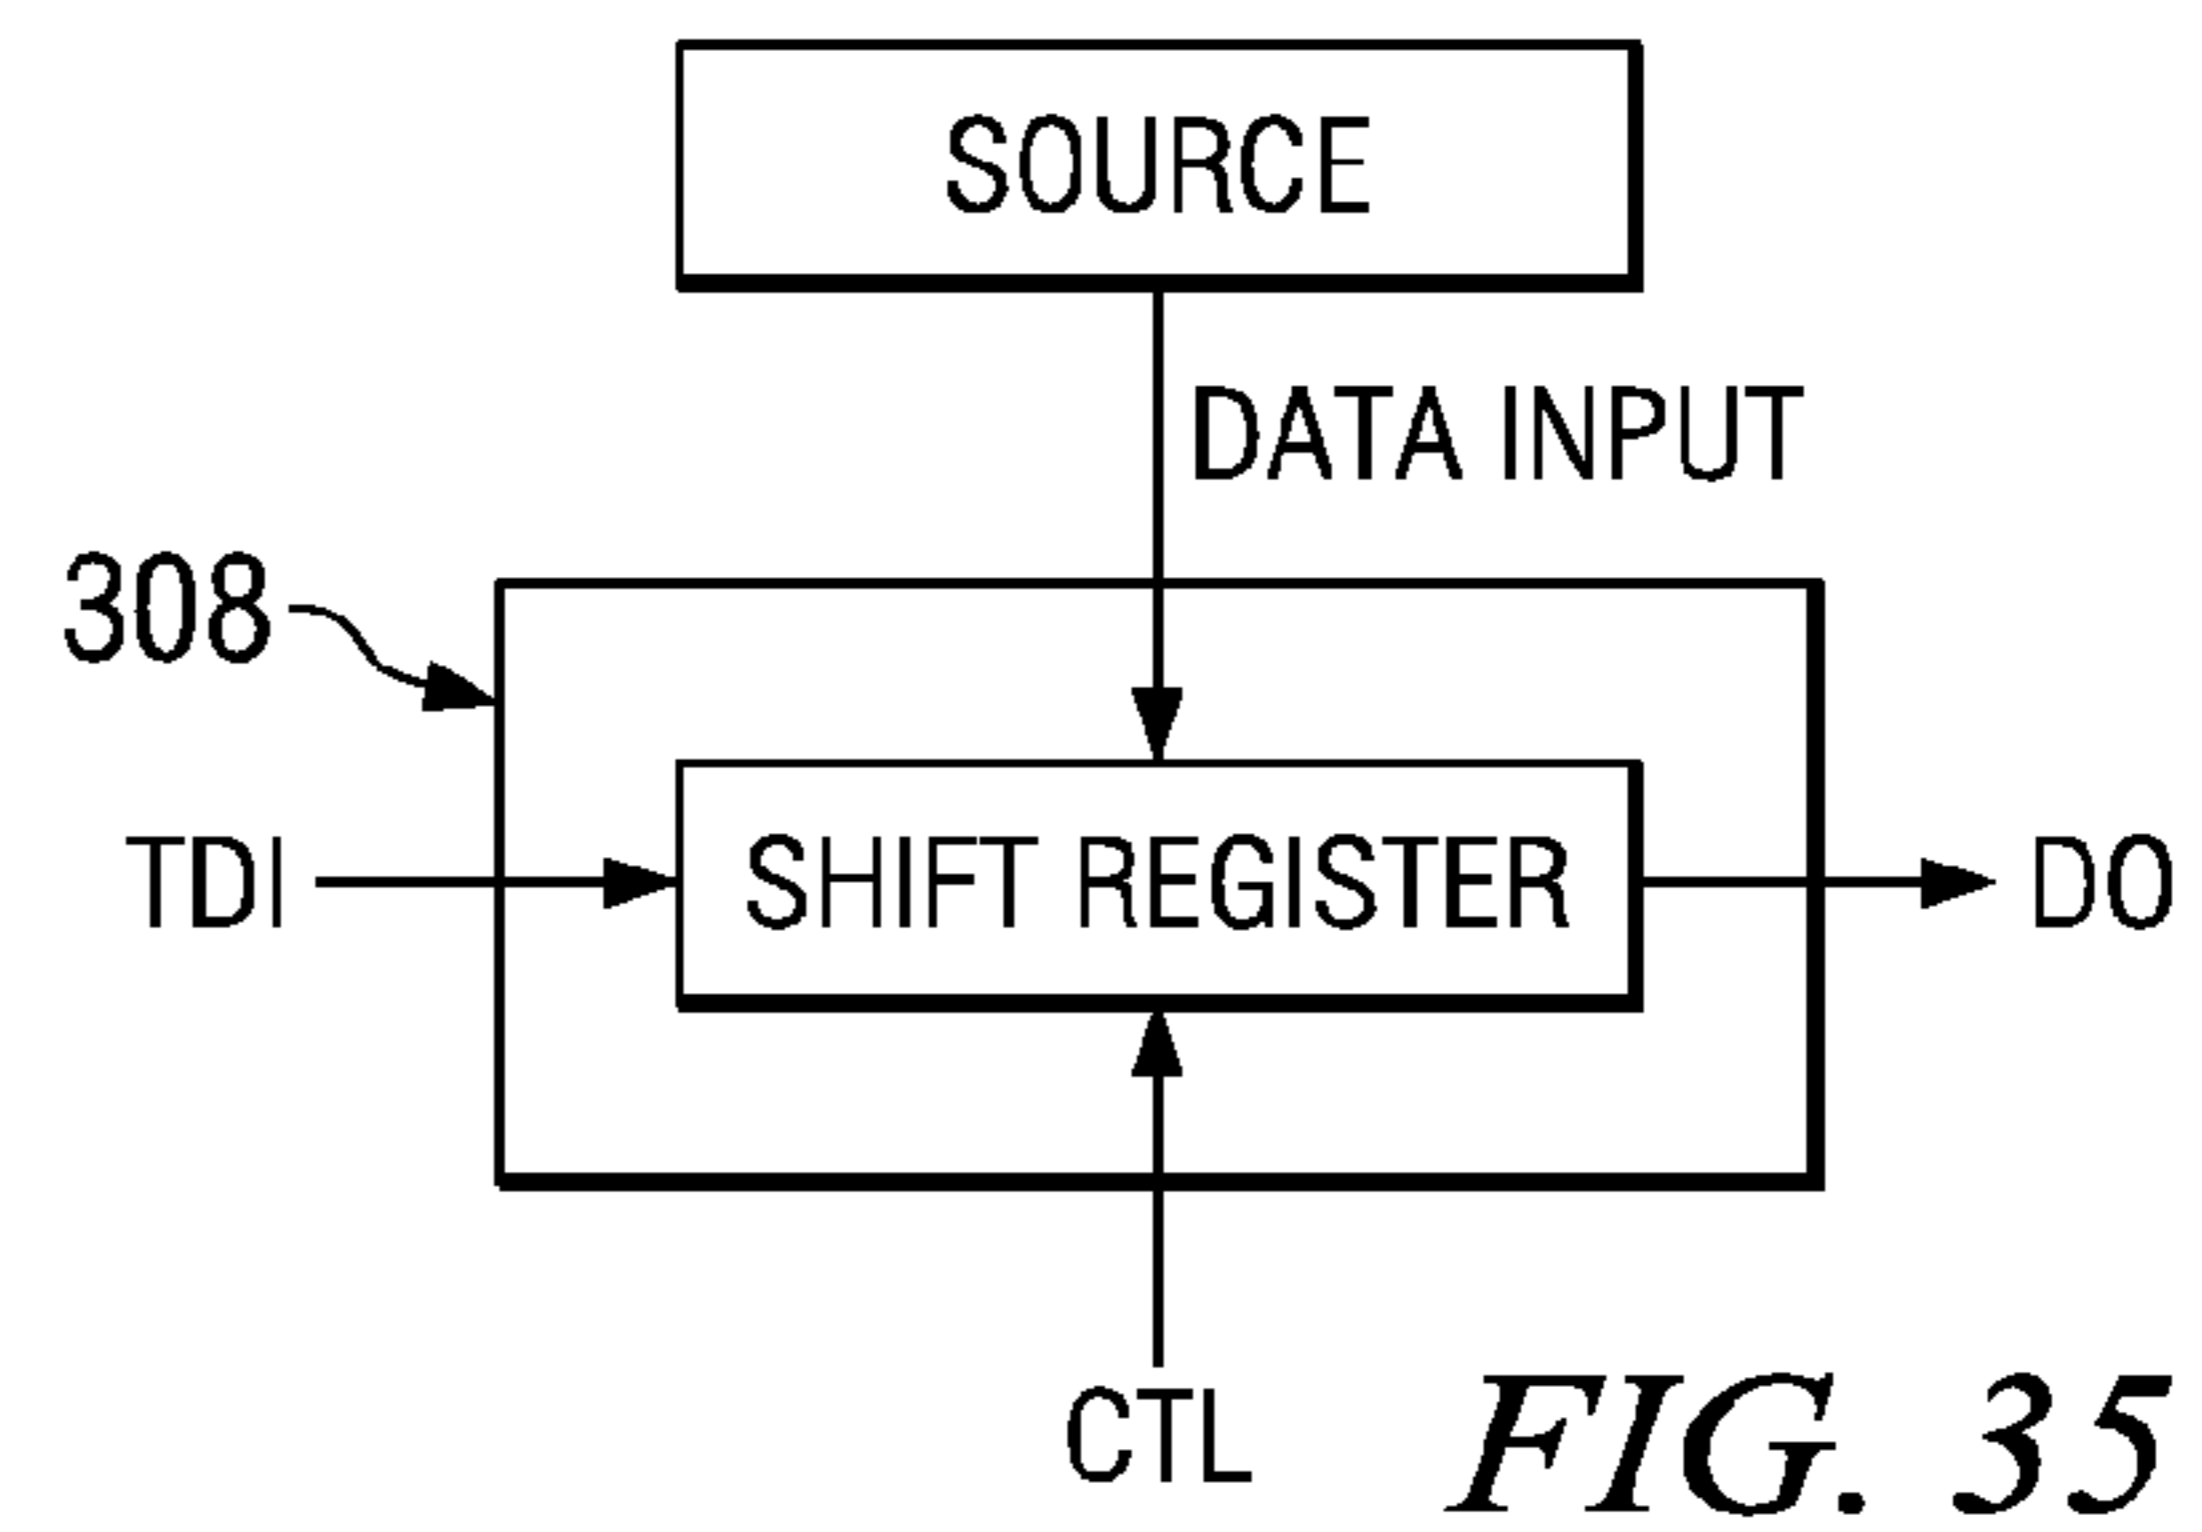 SOURCE
DATA INPUT
308
TDI
SHIFT REGISTER
DO
CTL
FIG. 35